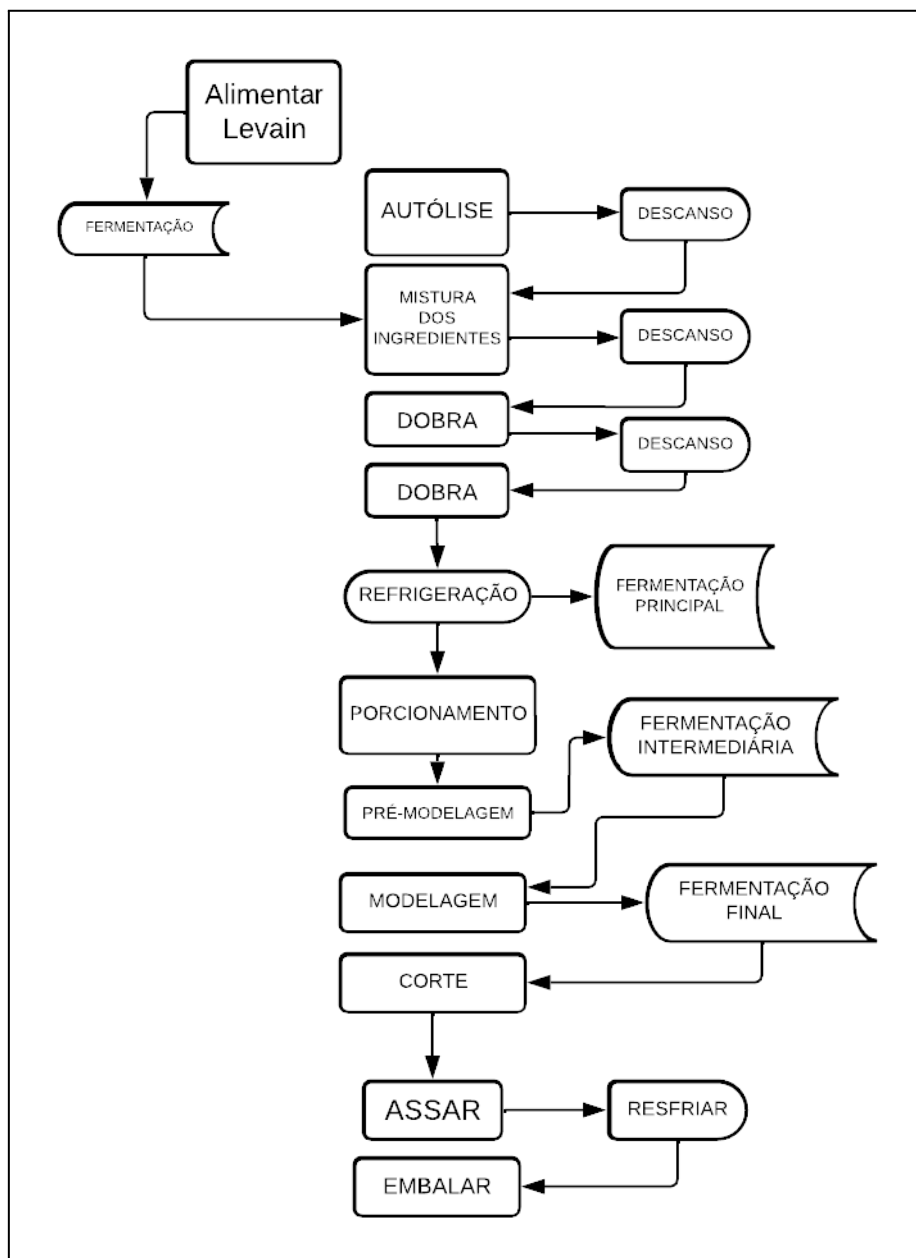 Alimentar
Levain
FERMENTAÇÃO
AUTÓLISE
DESCANSO
MISTURA
DOS
INGREDIENTES
DESCANSO
DOBRA
DESCANSO
DOBRA
REFRIGERAÇÃO
FERMENTAÇÃO
PRINCIPAL
PORCIONAMENTO
PRÉ-MODELAGEM
FERMENTAÇÃO
INTERMEDIÁRIA
MODELAGEM
FERMENTAÇÃO
FINAL
CORTE
ASSAR
RESFRIAR
EMBALAR